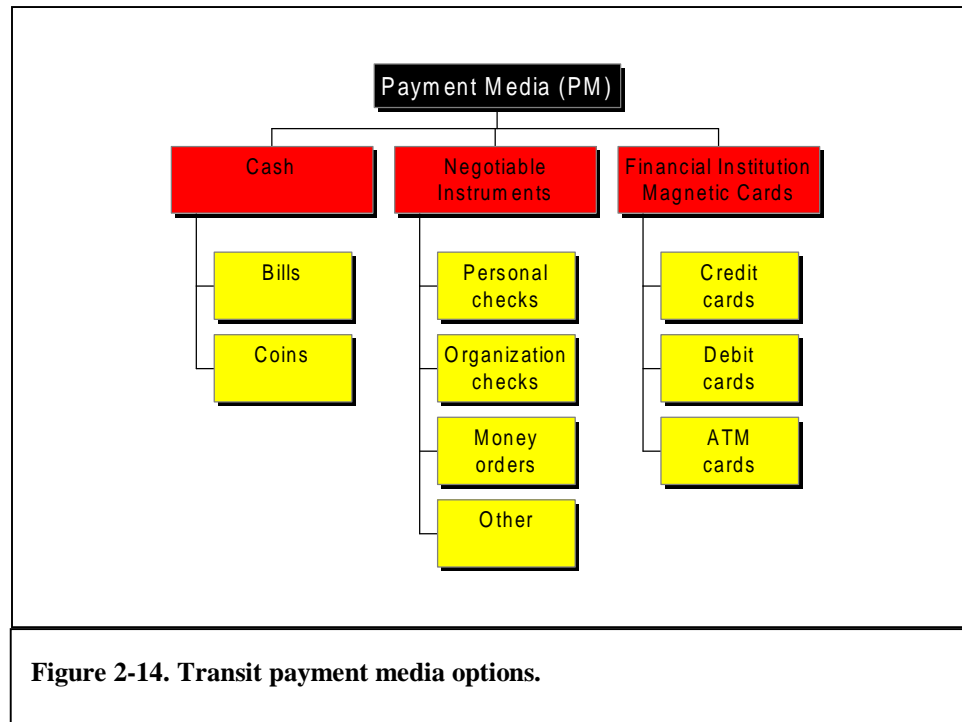 Payment Media (PM)
Cash
Negotiable
Instruments
Financial Institution
Magnetic Cards
Bills
Coins
Personal
checks
Organization
checks
Money
orders
Other
Credit
cards
Debit
cards
ATM
cards
Figure 2-14. Transit payment media options.